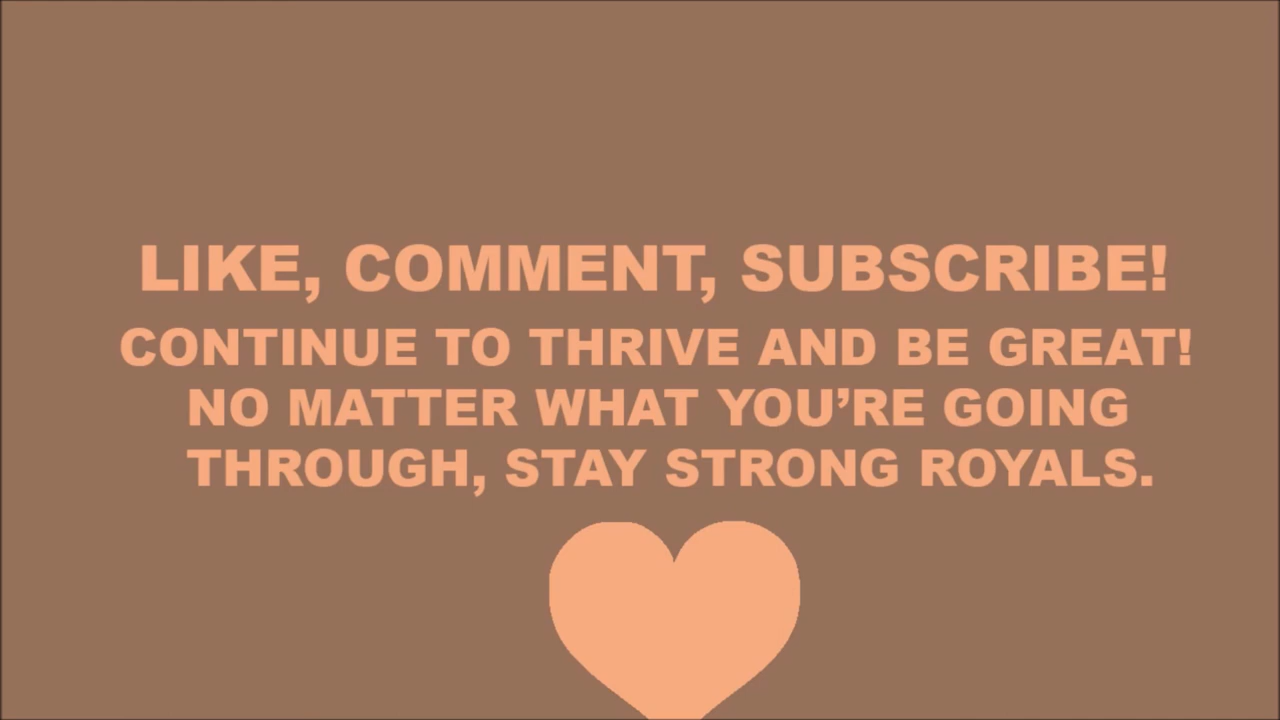 LIKE, COMMENT, SUBSCRIBE!
CONTINUE TO THRIVE AND BE GREAT!
NO MATTER WHAT YOU’RE GOING
THROUGH, STAY STRONG ROYALS.